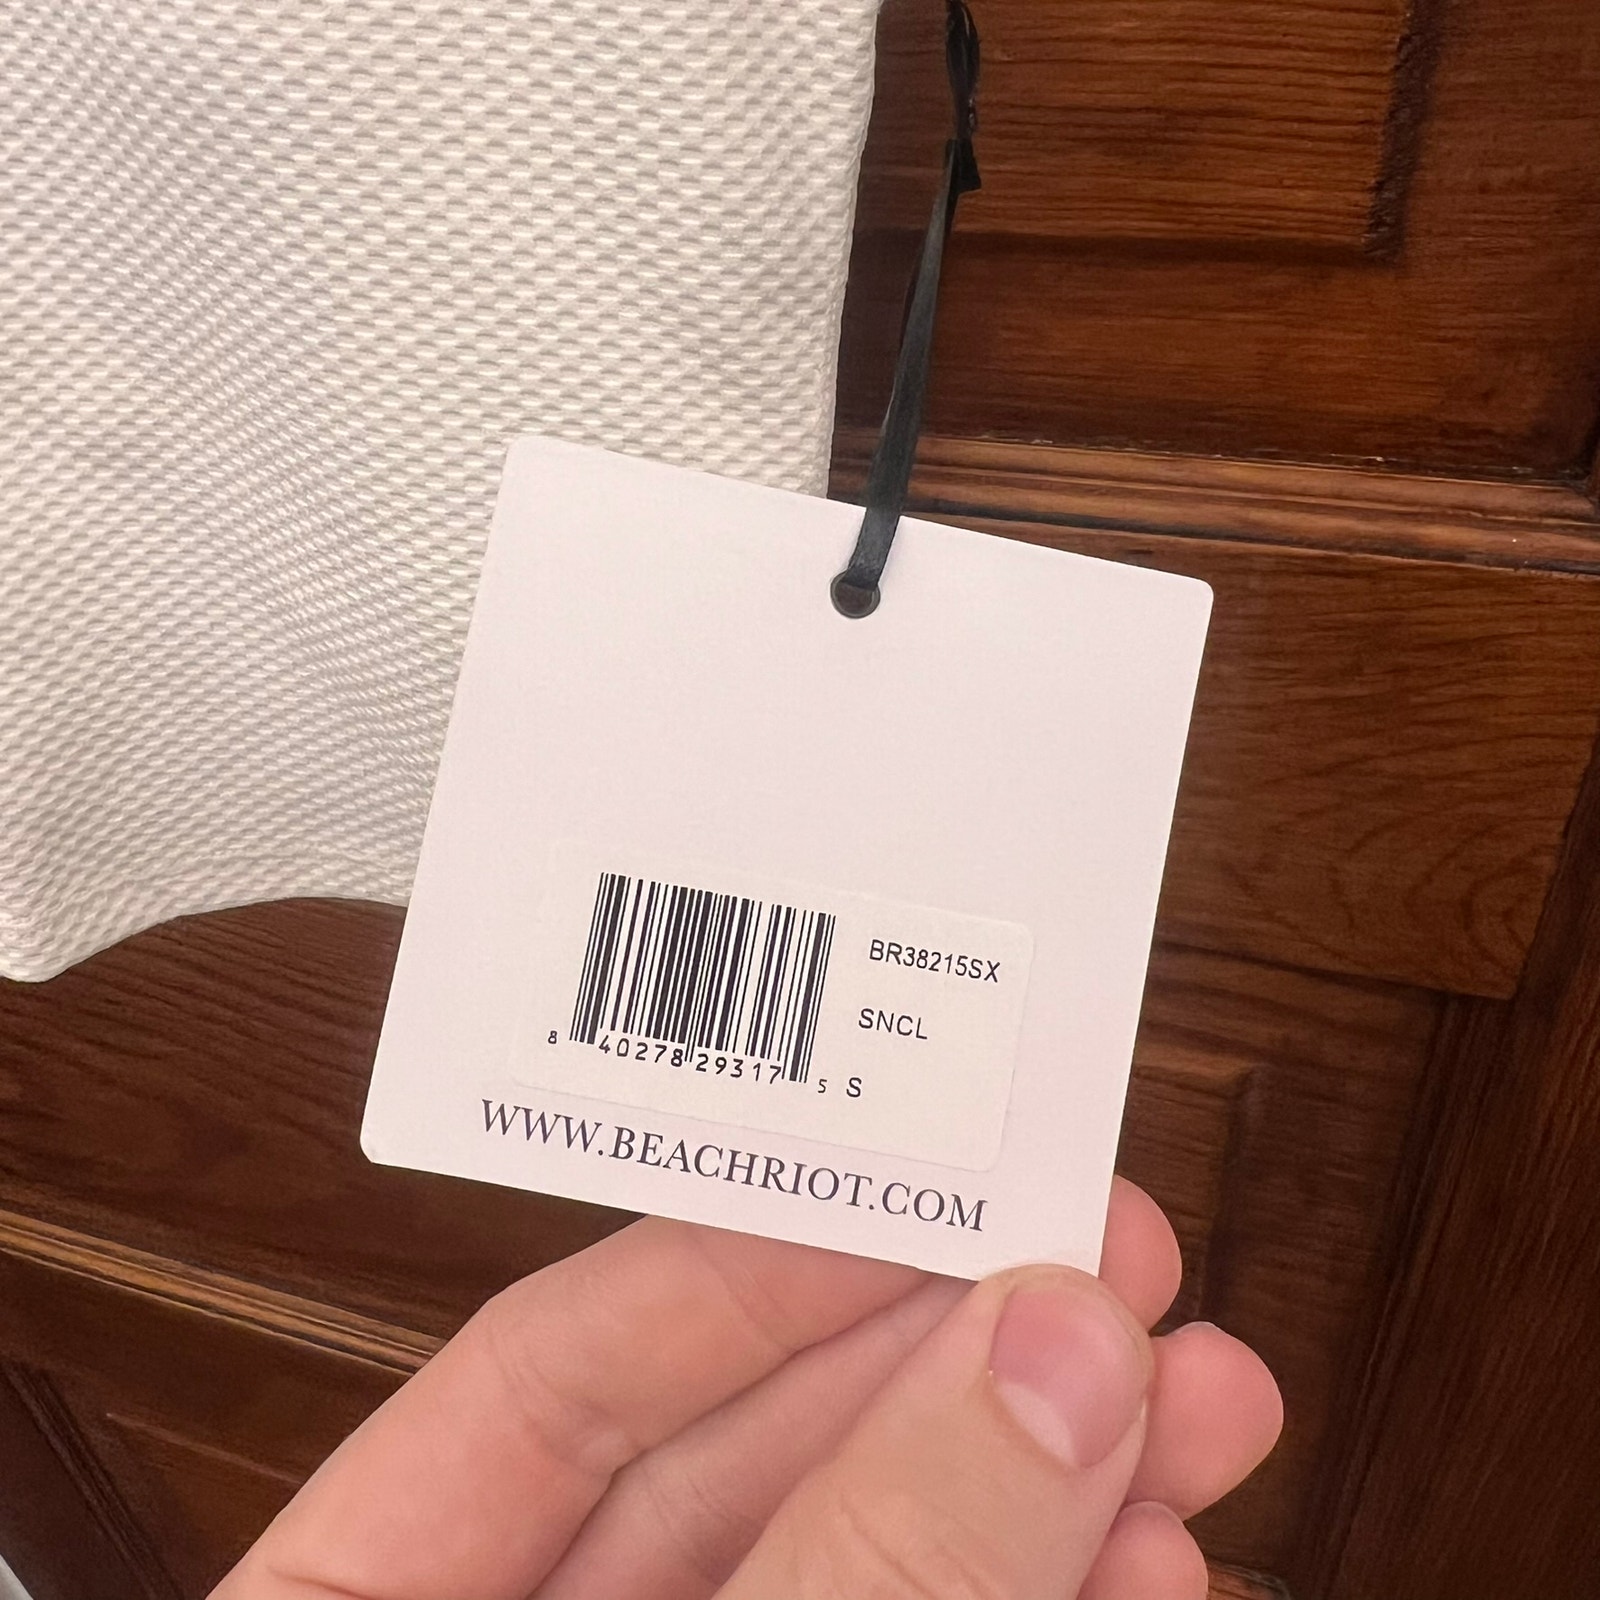 BR38215SX
SNCL
8 40278 29317 5 S
WWW.BEACHRIOT.COM